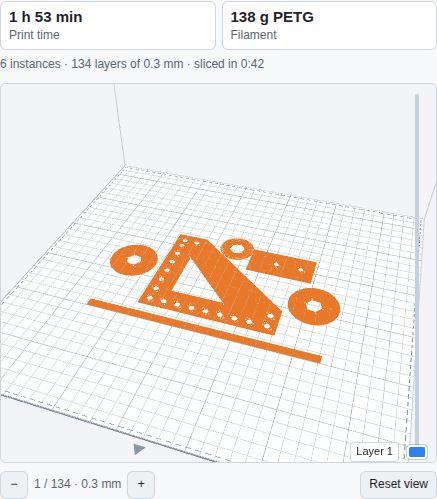 1 h 53 min
Print time
138 g PETG
Filament
6 instances · 134 layers of 0.3 mm · sliced in 0:42
Layer 1
− 1 / 134 · 0.3 mm + Reset view